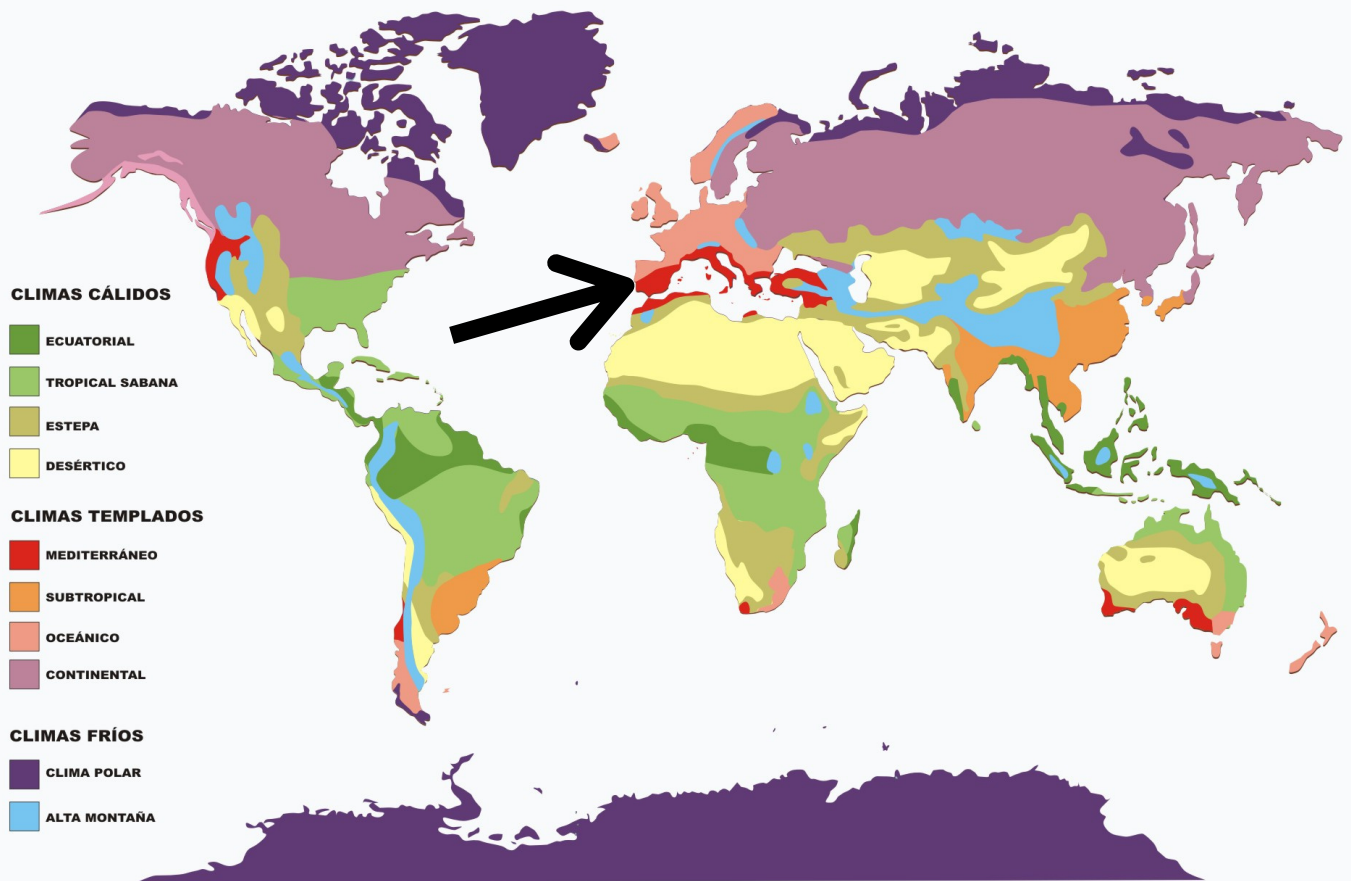 CLIMAS CÁLIDOS
ECUATORIAL
TROPICAL SABANA
ESTEPA
DESÉRTICO
CLIMAS TEMPLADOS
MEDITERRÁNEO
SUBTROPICAL
OCEÁNICO
CONTINENTAL
CLIMAS FRÍOS
CLIMA POLAR
ALTA MONTAÑA